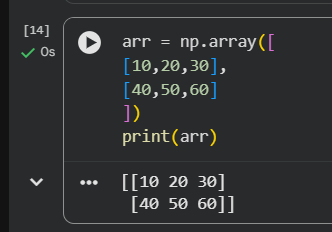 [14]
0s
arr = np.array([
[10,20,30],
[40,50,60]
])
print(arr)
[[10 20 30]
 [40 50 60]]